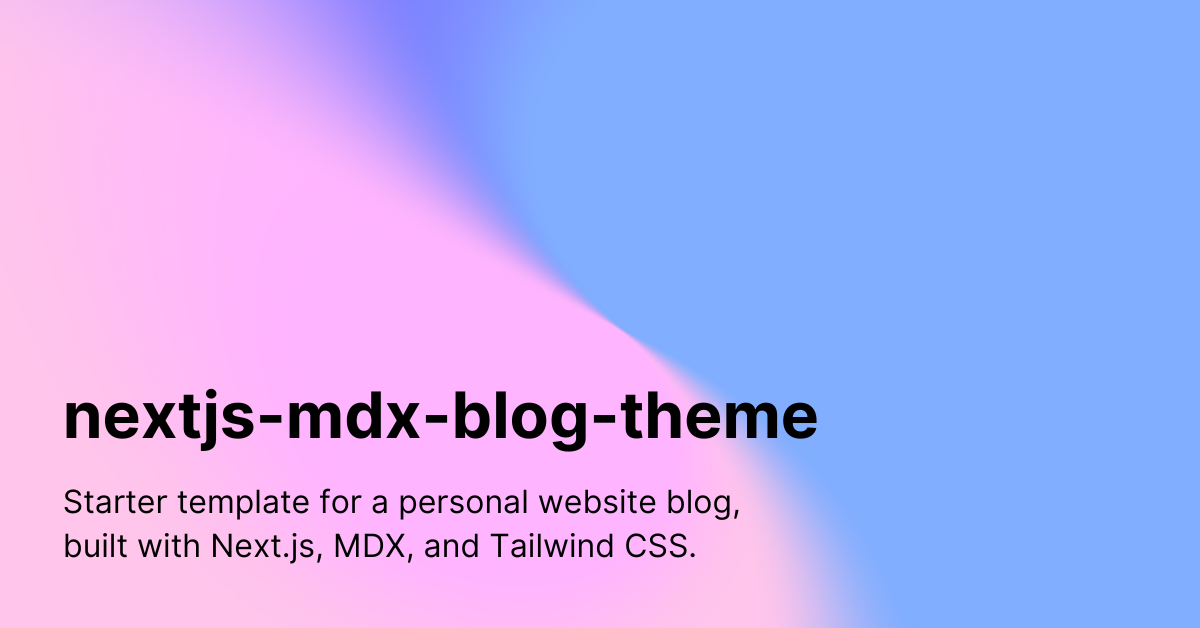 nextjs-mdx-blog-theme
Starter template for a personal website blog,
built with Next.js, MDX, and Tailwind CSS.